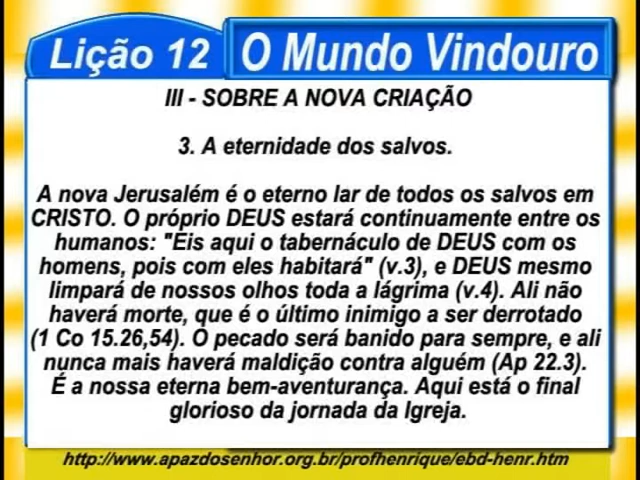 Lição 12 O Mundo Vindouro
III - SOBRE A NOVA CRIAÇÃO
3. A eternidade dos salvos.
A nova Jerusalém é o eterno lar de todos os salvos em
CRISTO. O próprio DEUS estará continuamente entre os
humanos: "Eis aqui o tabernáculo de DEUS com os
homens, pois com eles habitará" (v.3), e DEUS mesmo
limpará de nossos olhos toda a lágrima (v.4). Ali não
haverá morte, que é o último inimigo a ser derrotado
(1 Co 15.26,54). O pecado será banido para sempre, e ali
nunca mais haverá maldição contra alguém (Ap 22.3).
É a nossa eterna bem-aventurança. Aqui está o final
glorioso da jornada da Igreja.
http://www.apazdosenhor.org.br/profhenrique/ebd-henr.htm